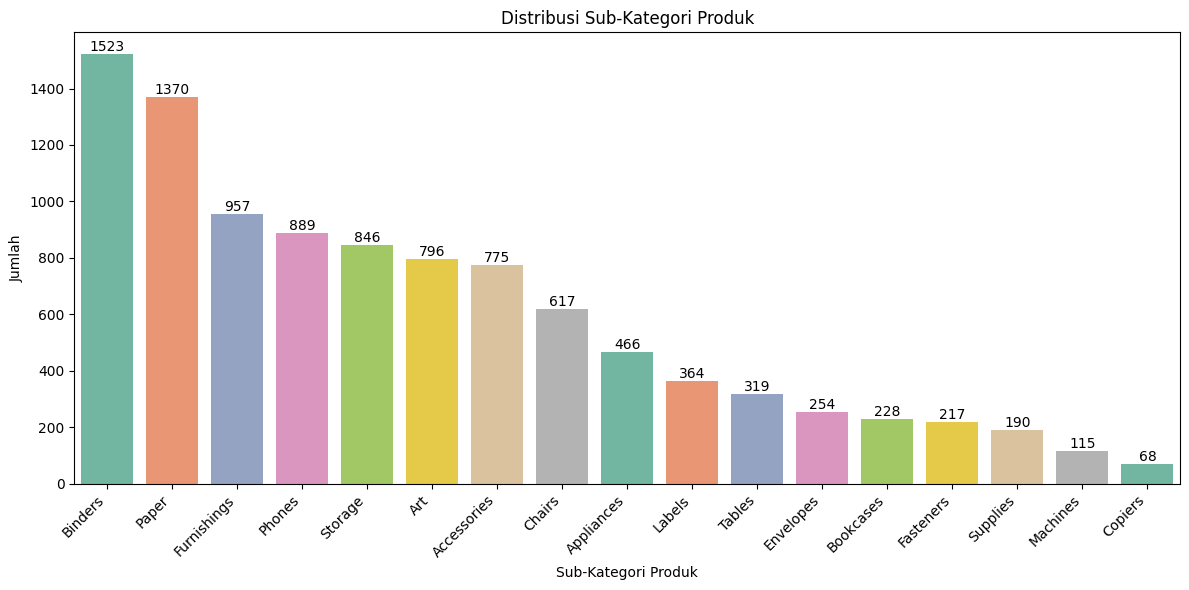 Distribusi Sub-Kategori Produk
1523
1370
957
889
846
796
775
617
466
364
319
254
228
217
190
115
68
1400
1200
1000
800
600
400
200
0
Jumlah
Binders
Paper
Furnishings
Phones
Storage
Art
Accessories
Chairs
Appliances
Labels
Tables
Envelopes
Bookcases
Fasteners
Supplies
Machines
Copiers
Sub-Kategori Produk